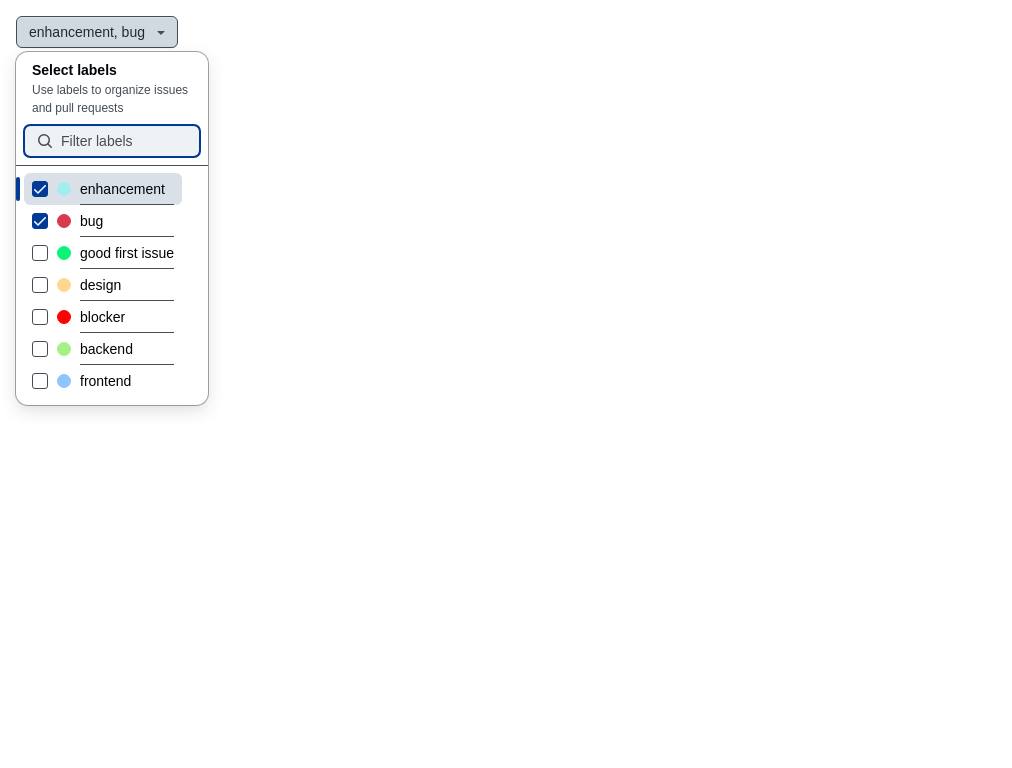 enhancement, bug
Select labels
Use labels to organize issues
and pull requests
Filter labels
enhancement
bug
good first issue
design
blocker
backend
frontend